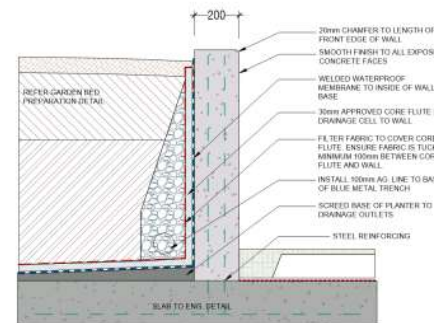 200
20mm CHAMFER TO LENGTH OF
FRONT EDGE OF WALL
SMOOTH FINISH TO ALL EXPOS
CONCRETE FACES
REFER GARDEN BED
PREPARATION DETAIL
WELDED WATERPROOF
MEMBRANE TO INSIDE OF WALL
BASE
30mm APPROVED CORE FLUTE
DRAINAGE CELL TO WALL
FILTER FABRIC TO COVER COR
FLUTE. ENSURE FABRIC IS TUC
MINIMUM 100mm BETWEEN COR
FLUTE AND WALL
INSTALL 100mm AG. LINE TO BAS
OF BLUE METAL TRENCH
SCREED BASE OF PLANTER TO
DRAINAGE OUTLETS
STEEL REINFORCING
SLAB TO ENG. DETAIL